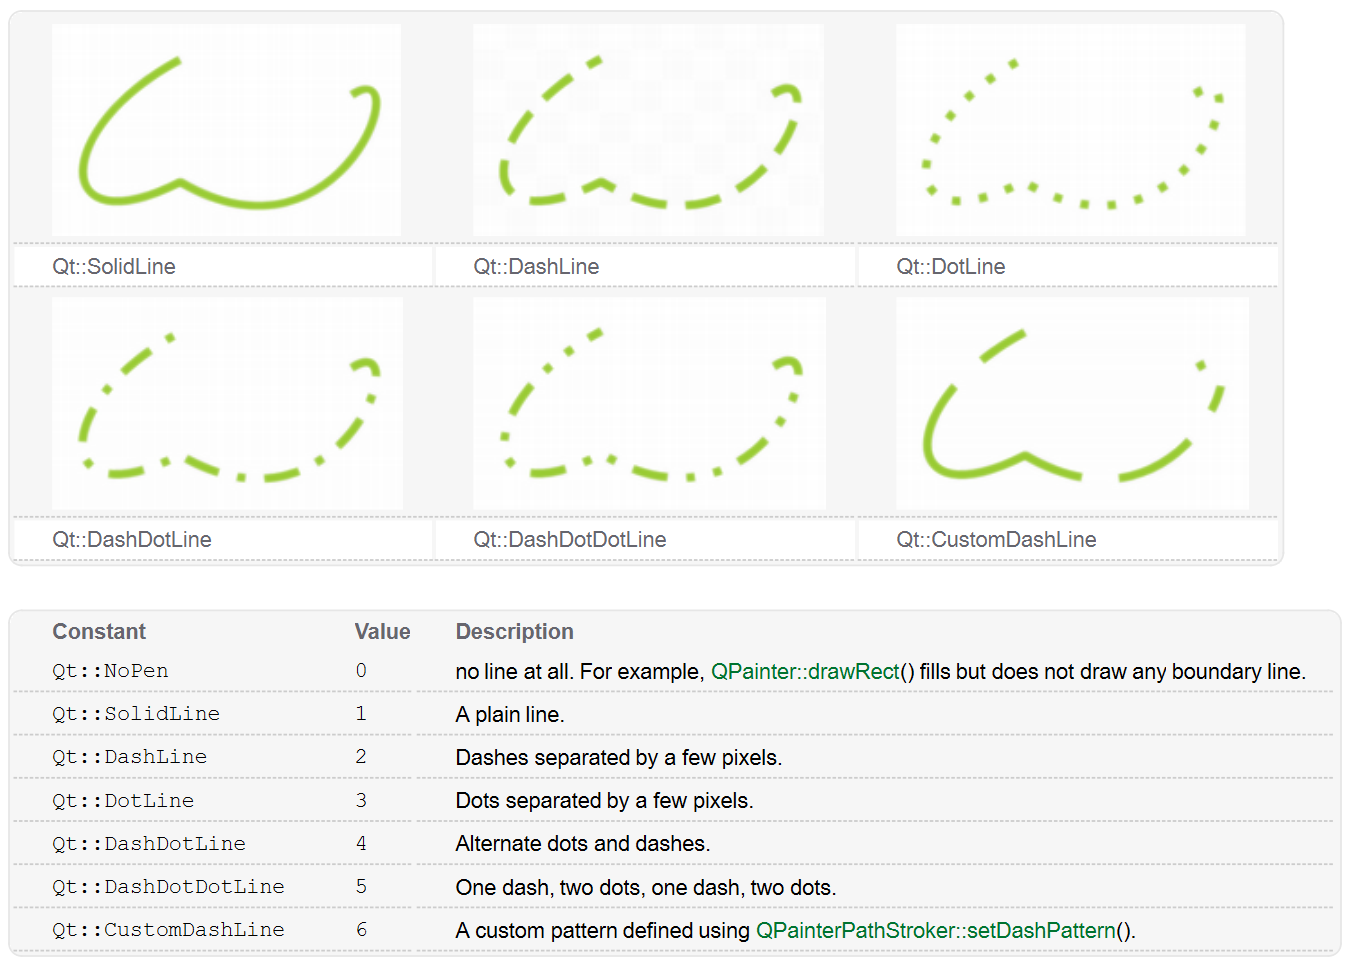 Qt::SolidLine Qt::DashLine Qt::DotLine
Qt::DashDotLine Qt::DashDotDotLine Qt::CustomDashLine
Constant Value Description
Qt::NoPen 0 no line at all. For example, QPainter::drawRect() fills but does not draw any boundary line.
Qt::SolidLine 1 A plain line.
Qt::DashLine 2 Dashes separated by a few pixels.
Qt::DotLine 3 Dots separated by a few pixels.
Qt::DashDotLine 4 Alternate dots and dashes.
Qt::DashDotDotLine 5 One dash, two dots, one dash, two dots.
Qt::CustomDashLine 6 A custom pattern defined using QPainterPathStroker::setDashPattern().